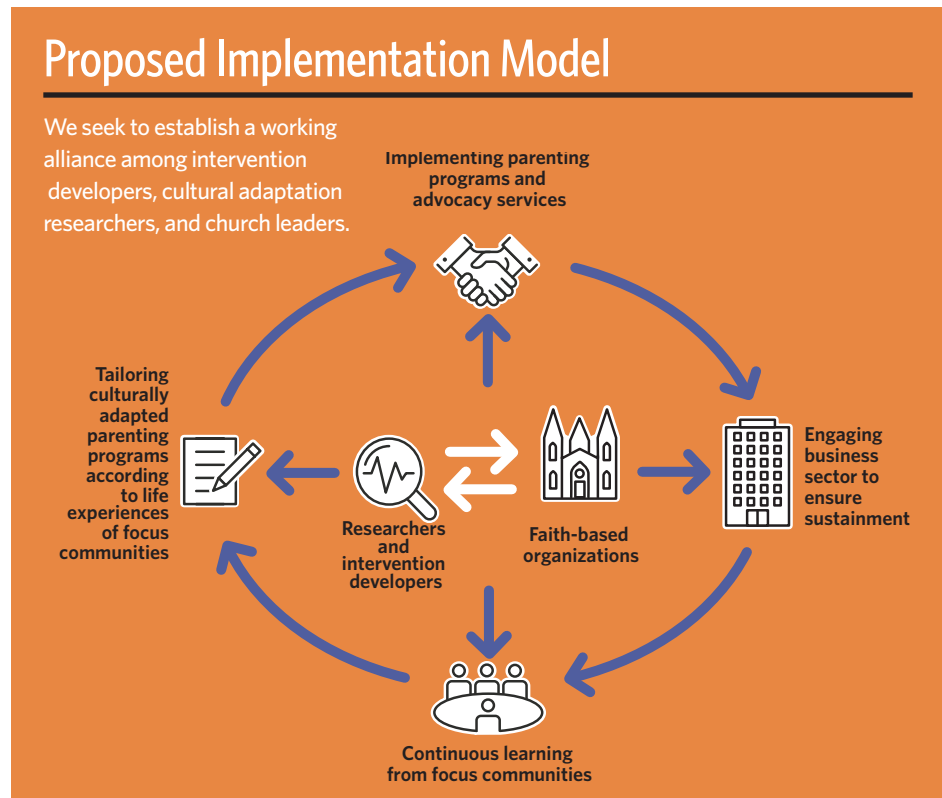 Proposed Implementation Model
We seek to establish a working
alliance among intervention
developers, cultural adaptation
researchers, and church leaders.
Implementing parenting
programs and
advocacy services
Tailoring
culturally
adapted
parenting
programs
according
to life
experiences
of focus
communities
Researchers
and
intervention
developers
Faith-based
organizations
Engaging
business
sector to
ensure
sustainment
Continuous learning
from focus communities